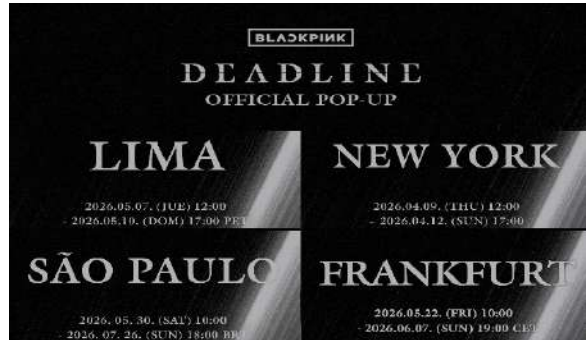 BLACKPINK
DEADLINE
OFFICIAL POP-UP
LIMA
2026.05.07. (JUE) 12:00
- 2026.05.10. (DOM) 17:00 PET
NEW YORK
2026.04.09. (THU) 12:00
- 2026.04.12. (SUN) 17:00
SÃO PAULO
2026. 05. 30. (SAT) 10:00
- 2026. 07. 26. (SUN) 18:00 BRT
FRANKFURT
2026.05.22. (FRI) 10:00
- 2026.06.07. (SUN) 19:00 CET